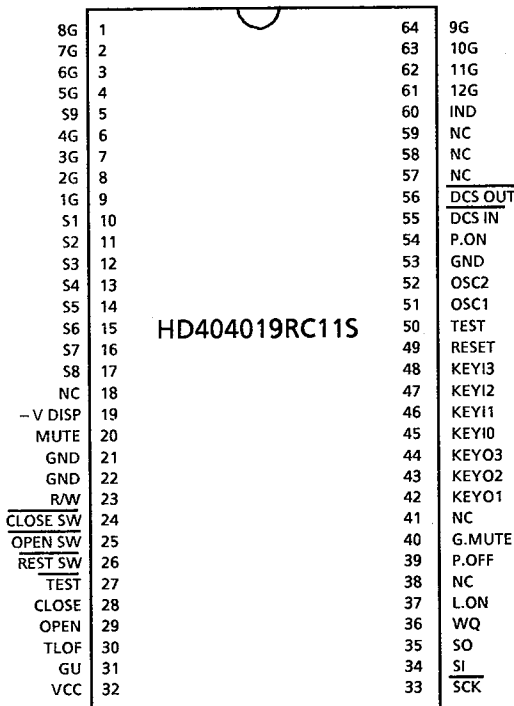 8G 1 64 9G
7G 2 63 10G
6G 3 62 11G
5G 4 61 12G
S9 5 60 IND
4G 6 59 NC
3G 7 58 NC
2G 8 57 NC
1G 9 56 DCS OUT
S1 10 55 DCS IN
S2 11 54 P.ON
S3 12 53 GND
S4 13 52 OSC2
S5 14 51 OSC1
S6 15 HD404019RC11S 50 TEST
S7 16 49 RESET
S8 17 48 KEYI3
NC 18 47 KEYI2
−V DISP 19 46 KEYI1
MUTE 20 45 KEYI0
GND 21 44 KEYO3
GND 22 43 KEYO2
R/W 23 42 KEYO1
CLOSE SW 24 41 NC
OPEN SW 25 40 G.MUTE
REST SW 26 39 P.OFF
TEST 27 38 NC
CLOSE 28 37 L.ON
OPEN 29 36 WQ
TLOF 30 35 SO
GU 31 34 SI
VCC 32 33 SCK